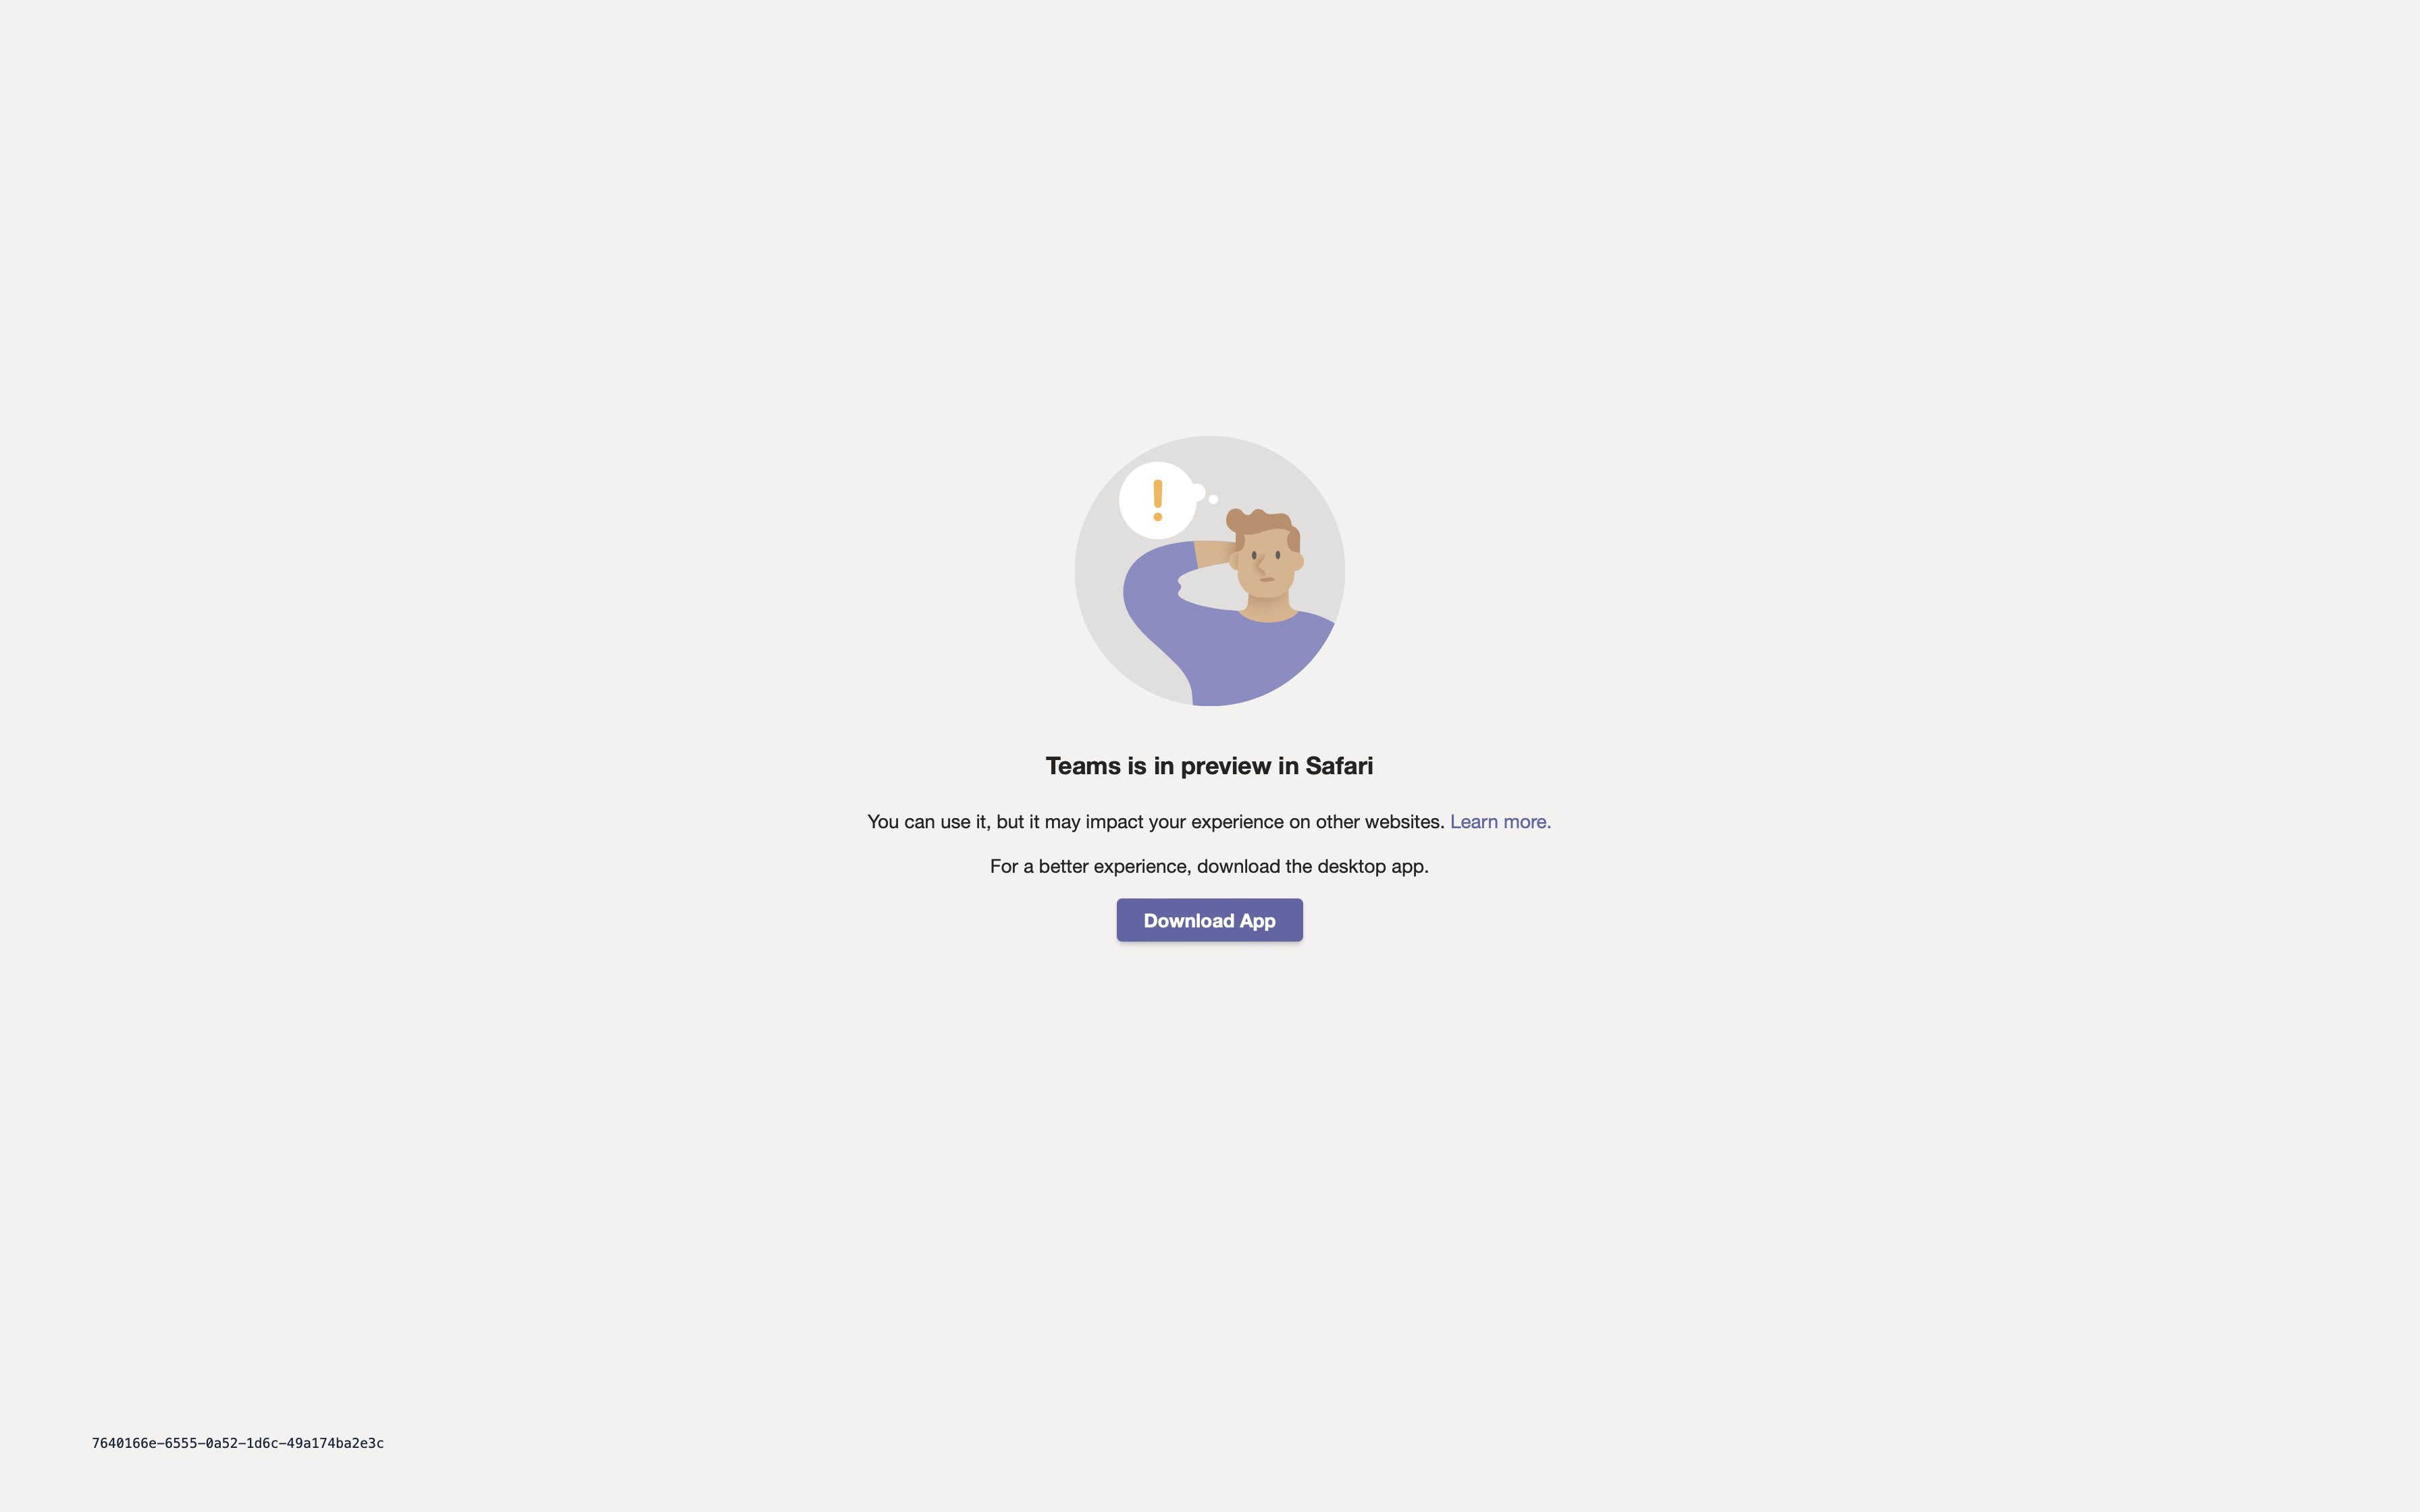 !
Teams is in preview in Safari
You can use it, but it may impact your experience on other websites. Learn more.
For a better experience, download the desktop app.
Download App
7640166e-6555-0a52-1d6c-49a174ba2e3c